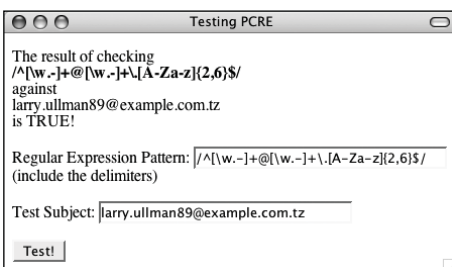 Testing PCRE
The result of checking
/^[\w.-]+@[\w.-]+\.[A-Za-z]{2,6}$/
against
larry.ullman89@example.com.tz
is TRUE!
Regular Expression Pattern: /^[\w.-]+@[\w.-]+\.[A-Za-z]{2,6}$/
(include the delimiters)
Test Subject: larry.ullman89@example.com.tz
Test!